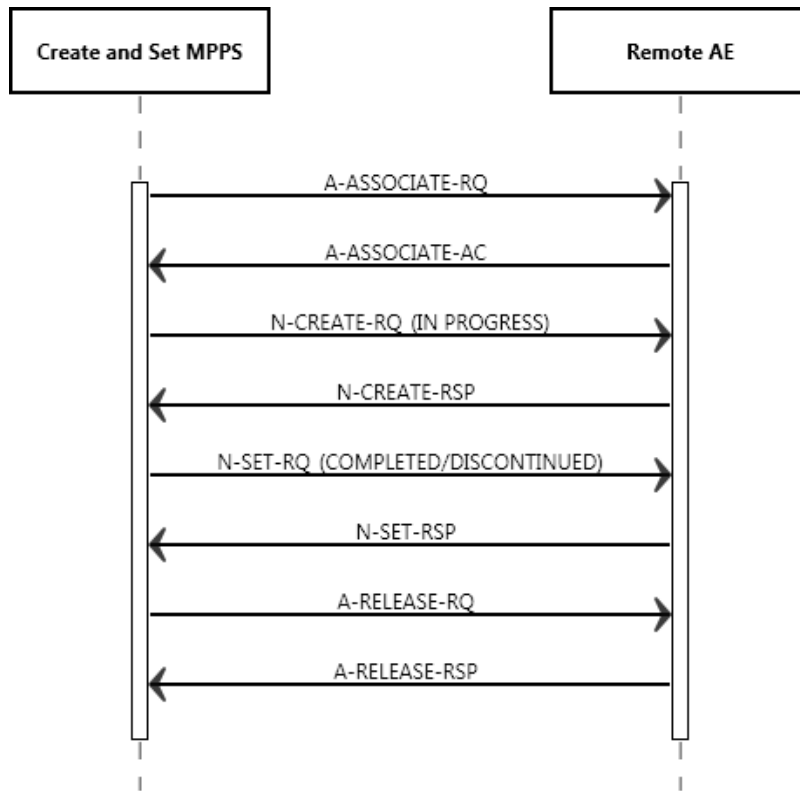 Create and Set MPPS
Remote AE
A-ASSOCIATE-RQ
A-ASSOCIATE-AC
N-CREATE-RQ (IN PROGRESS)
N-CREATE-RSP
N-SET-RQ (COMPLETED/DISCONTINUED)
N-SET-RSP
A-RELEASE-RQ
A-RELEASE-RSP